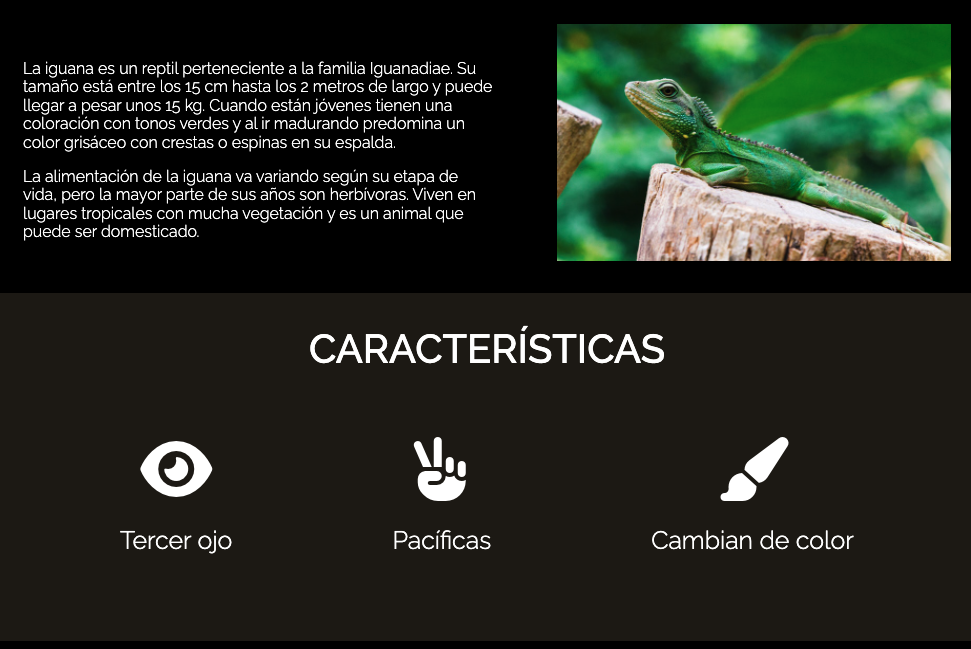 La iguana es un reptil perteneciente a la familia Iguanadiae. Su
tamaño está entre los 15 cm hasta los 2 metros de largo y puede
llegar a pesar unos 15 kg. Cuando están jóvenes tienen una
coloración con tonos verdes y al ir madurando predomina un
color grisáceo con crestas o espinas en su espalda.
La alimentación de la iguana va variando según su etapa de
vida, pero la mayor parte de sus años son herbívoras. Viven en
lugares tropicales con mucha vegetación y es un animal que
puede ser domesticado.
CARACTERÍSTICAS
Tercer ojo
Pacíficas
Cambian de color